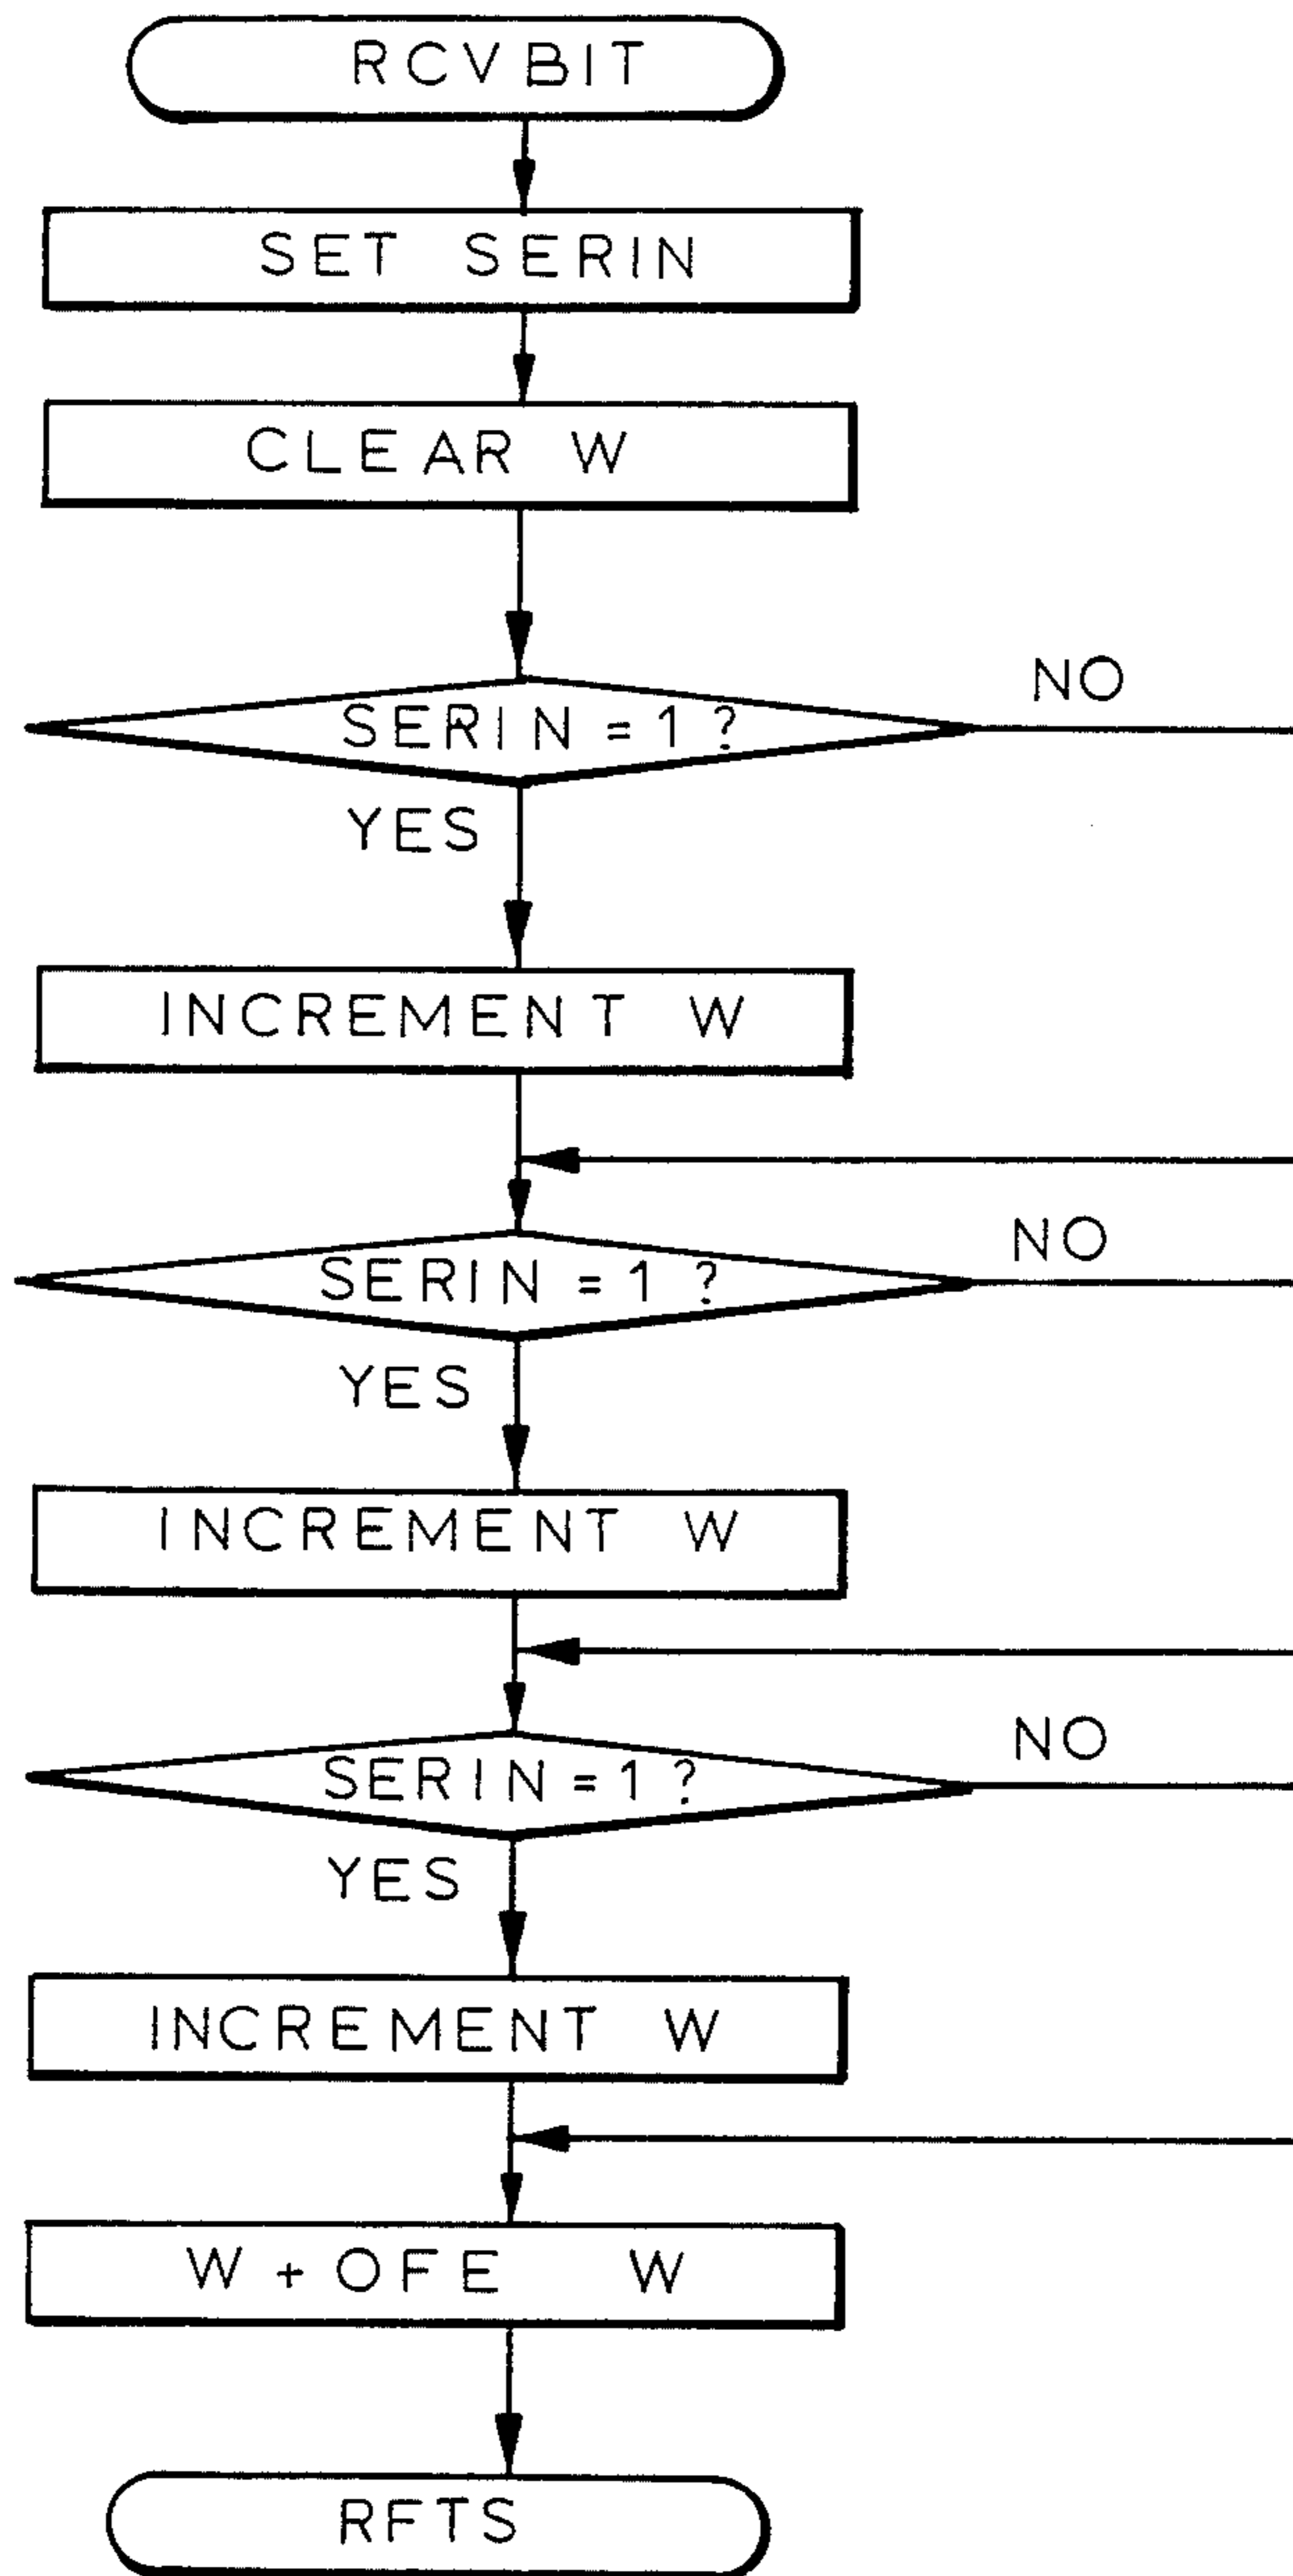 RCVBIT
SET SERIN
CLEAR W
SERIN = 1 ?
NO
YES
INCREMENT W
SERIN = 1 ?
NO
YES
INCREMENT W
SERIN = 1 ?
NO
YES
INCREMENT W
W + OFE W
RFTS